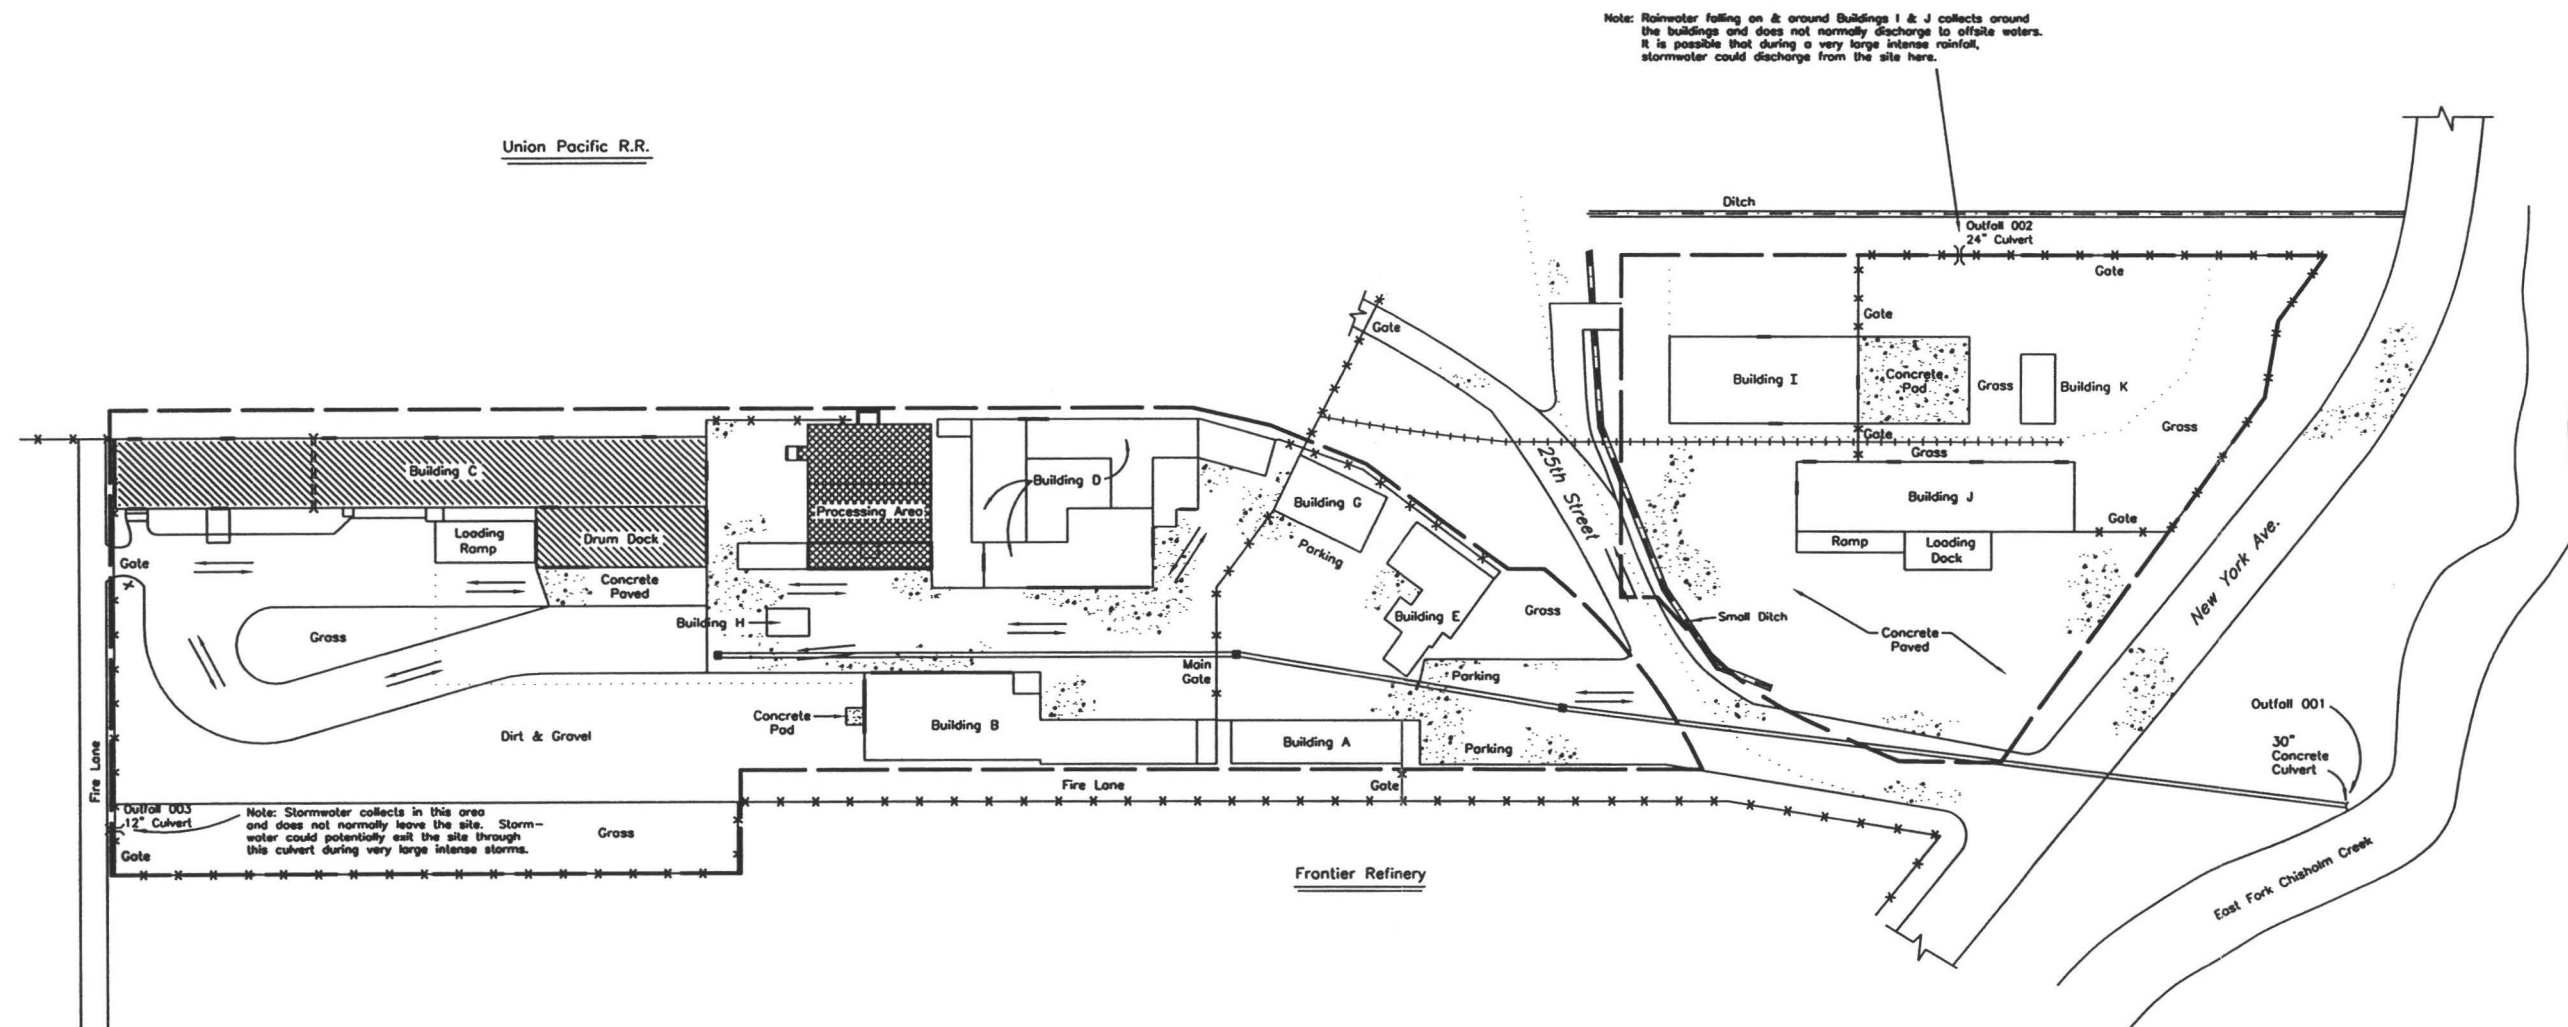 Note: Rainwater falling on & around Buildings I & J collects around
the buildings and does not normally discharge to offsite waters.
It is possible that during a very large intense rainfall,
stormwater could discharge from the site here.
Union Pacific R.R.
Ditch
Outfall 002
24" Culvert
Gate
Gate
Gate
Building I
Concrete
Pad
Grass
Building K
Grass
Gate
Grass
Building J
Gate
Ramp
Loading
Dock
25th Street
New York Ave.
Small Ditch
Concrete
Paved
Building C
Loading
Ramp
Drum Dock
Gate
Concrete
Paved
Processing Area
Building D
Building G
Parking
Building E
Grass
Building H
Grass
Main
Gate
Parking
Concrete
Pad
Building B
Building A
Parking
Dirt & Gravel
Fire Lane
Fire Lane
Gate
Outfall 001
30"
Concrete
Culvert
Outfall 003
12" Culvert
Gate
Note: Stormwater collects in this area
and does not normally leave the site. Storm-
water could potentially exit the site through
this culvert during very large intense storms.
Grass
Frontier Refinery
East Fork Chisholm Creek